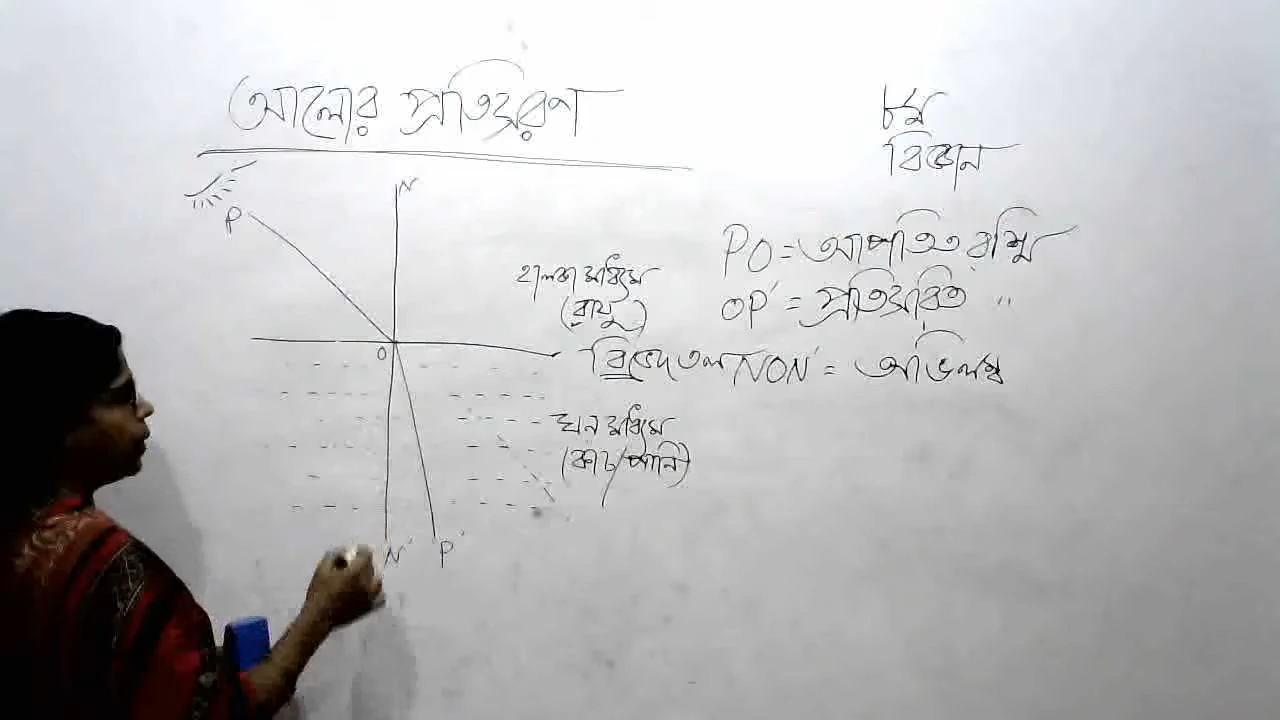 আলোর প্রতিসরণ
৮ম
বিজ্ঞান
P
N
হালকা মাধ্যম
(বায়ু)
PO = আপতিত রশ্মি
OP′ = প্রতিসরিত "
O
বিভেদতল
NON′ = অভিলম্ব
ঘন মাধ্যম
(কাচ/পানি)
N′
P′